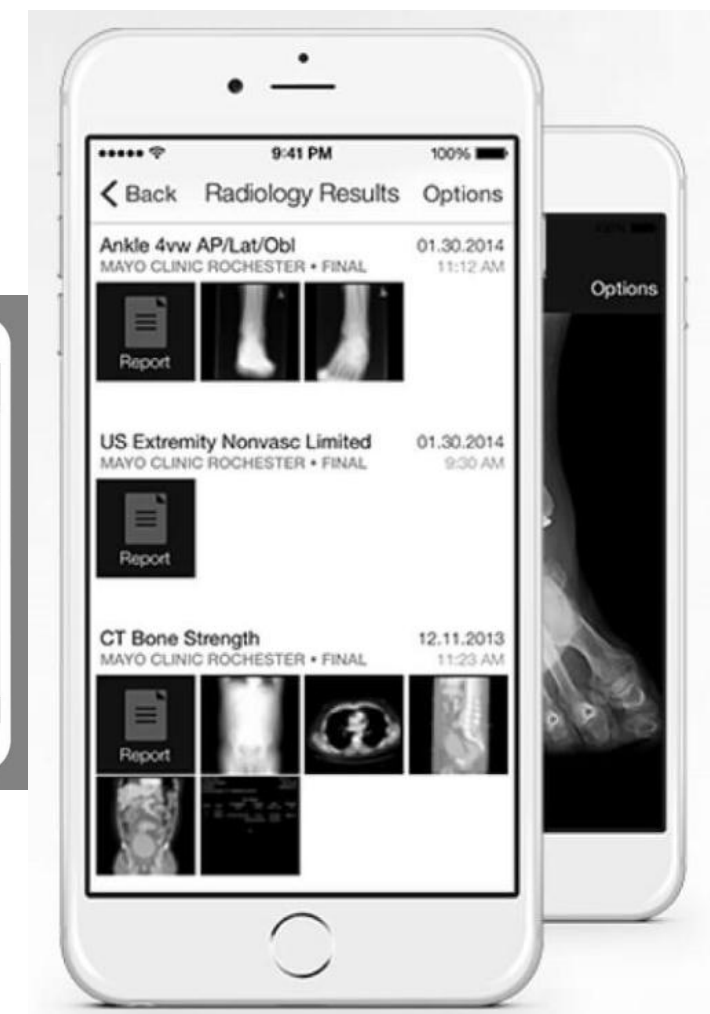 9:41 PM 100%
Back Radiology Results Options
Ankle 4vw AP/Lat/Obl 01.30.2014
MAYO CLINIC ROCHESTER • FINAL 11:12 AM
Report
US Extremity Nonvasc Limited 01.30.2014
MAYO CLINIC ROCHESTER • FINAL 9:30 AM
Report
CT Bone Strength 12.11.2013
MAYO CLINIC ROCHESTER • FINAL 11:23 AM
Report
Options